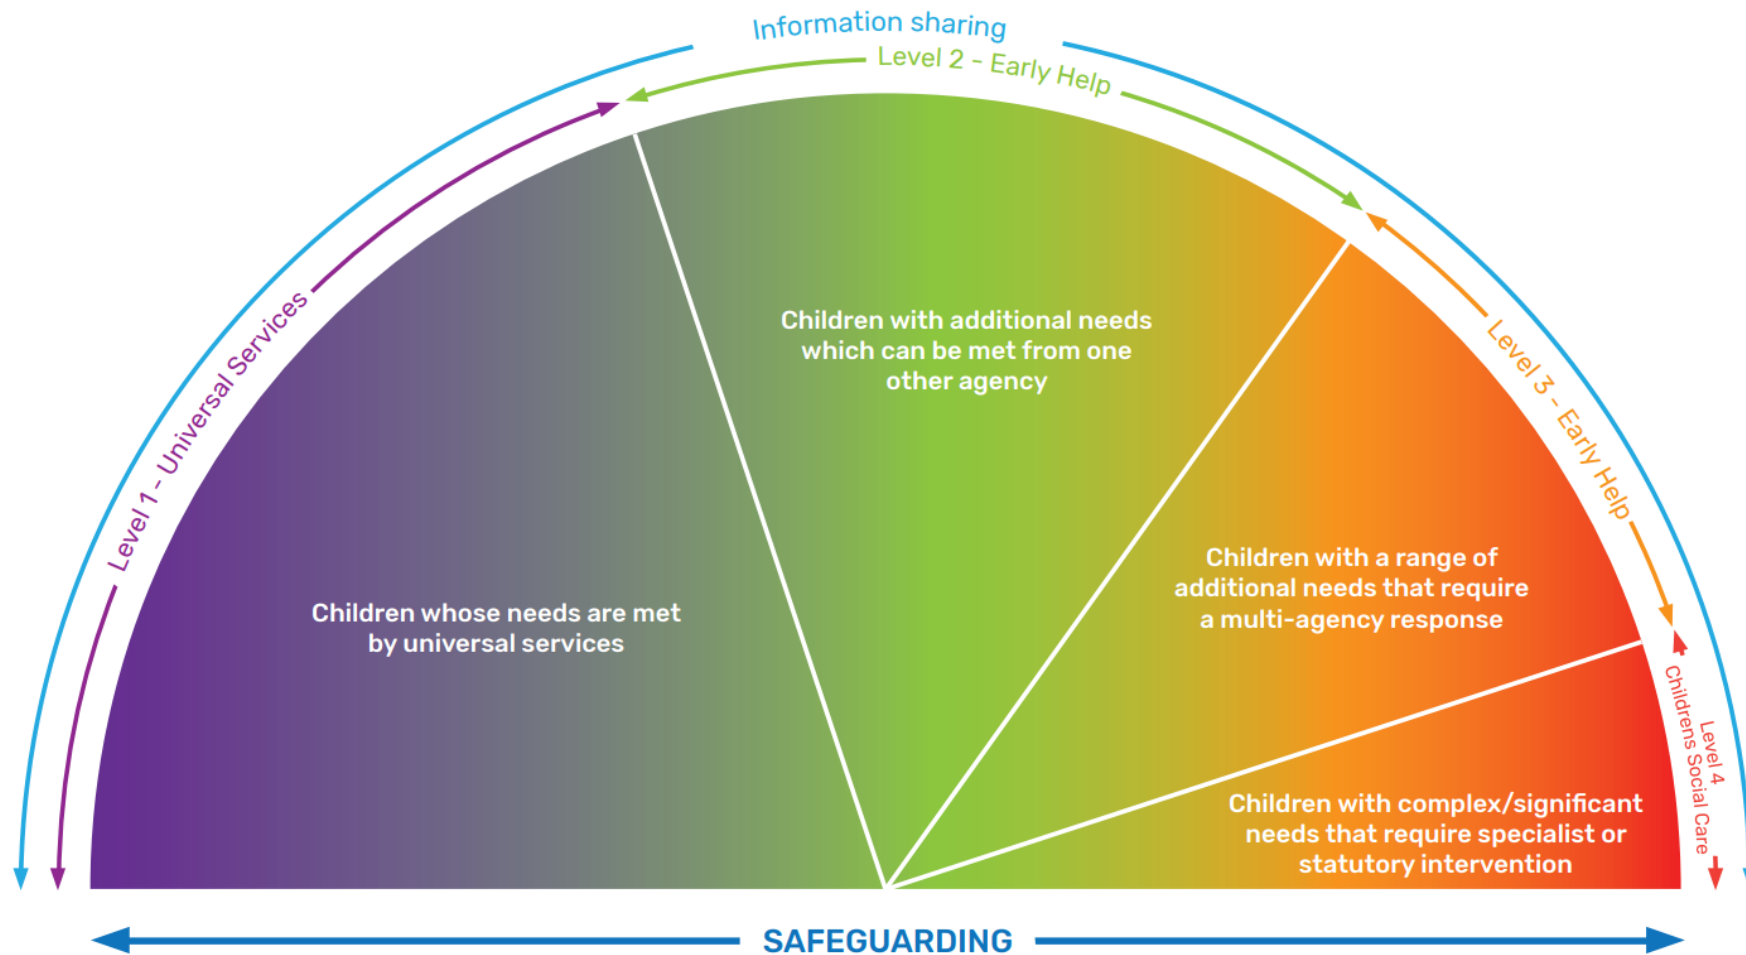 Information sharing
Level 2 - Early Help
Level 1 - Universal Services
Level 3 - Early Help
Level 4
Childrens Social Care
Children with additional needs
which can be met from one
other agency
Children whose needs are met
by universal services
Children with a range of
additional needs that require
a multi-agency response
Children with complex/significant
needs that require specialist or
statutory intervention
SAFEGUARDING